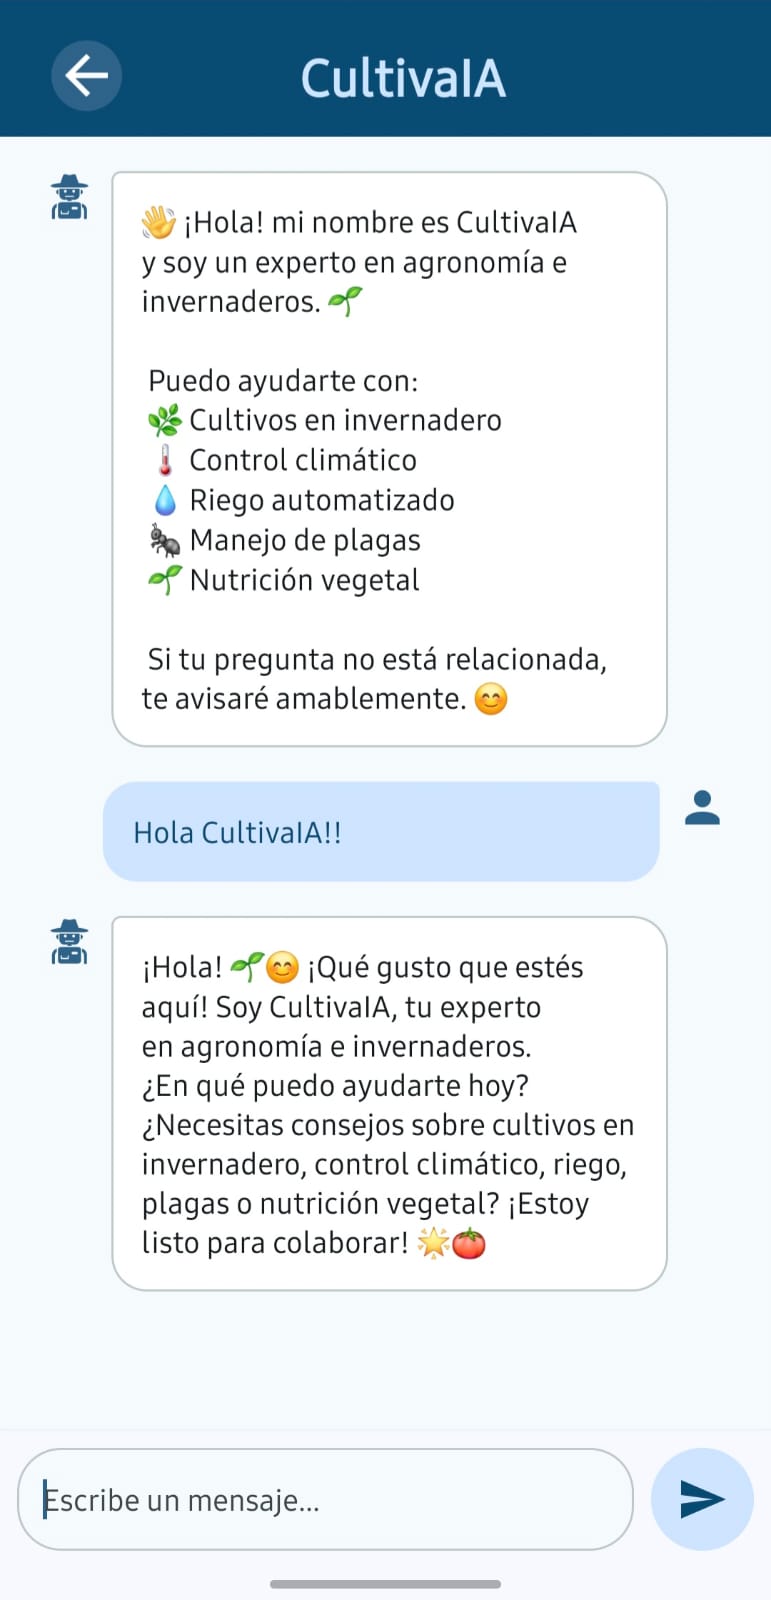 CultivaIA
👋 ¡Hola! mi nombre es CultivaIA
y soy un experto en agronomía e
invernaderos. 🌱
Puedo ayudarte con:
🌿 Cultivos en invernadero
🌡️ Control climático
💧 Riego automatizado
🐜 Manejo de plagas
🌱 Nutrición vegetal
Si tu pregunta no está relacionada,
te avisaré amablemente. 😊
Hola CultivaIA!!
¡Hola! 🌱😊 ¡Qué gusto que estés
aquí! Soy CultivaIA, tu experto
en agronomía e invernaderos.
¿En qué puedo ayudarte hoy?
¿Necesitas consejos sobre cultivos en
invernadero, control climático, riego,
plagas o nutrición vegetal? ¡Estoy
listo para colaborar! 🌟🍅
Escribe un mensaje...